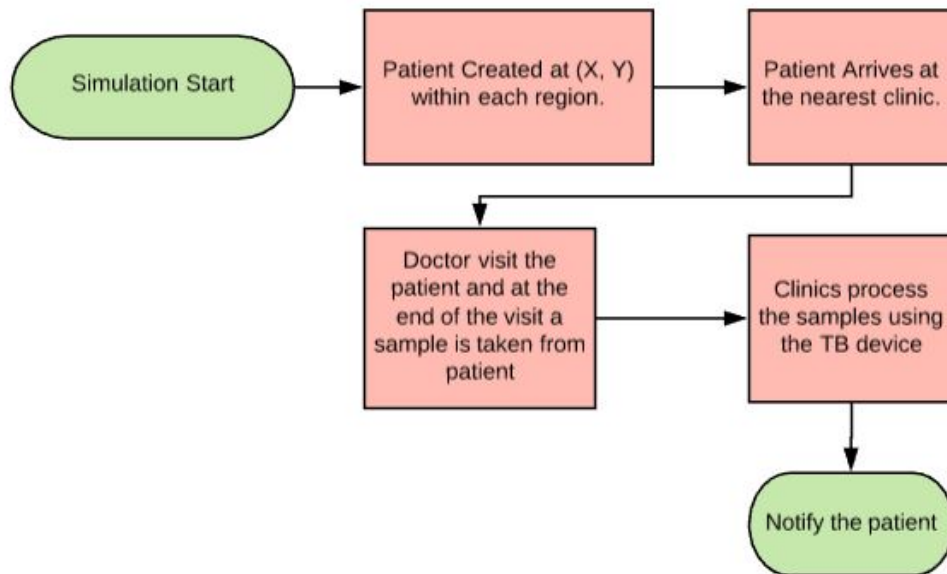 Simulation Start
Patient Created at (X, Y)
within each region.
Patient Arrives at
the nearest clinic.
Doctor visit the
patient and at the
end of the visit a
sample is taken from
patient
Clinics process
the samples using
the TB device
Notify the patient